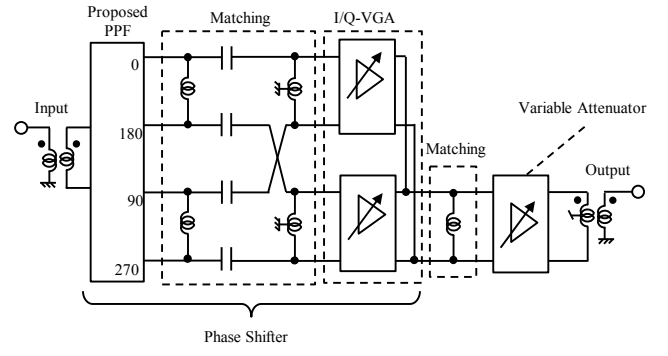 Proposed
PPF
Matching
I/Q-VGA
0
Input
180
Variable Attenuator
Matching
Output
90
270
Phase Shifter